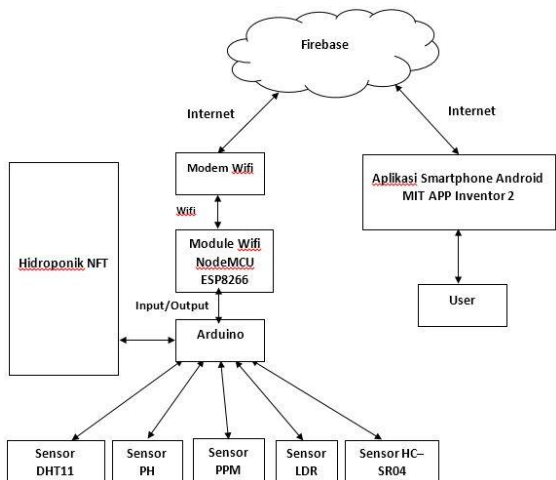 Firebase
Internet
Internet
Modem Wifi
Aplikasi Smartphone Android
MIT APP Inventor 2
Wifi
Hidroponik NFT
Module Wifi
NodeMCU
ESP8266
User
Input/Output
Arduino
Sensor
DHT11
Sensor
PH
Sensor
PPM
Sensor
LDR
Sensor HC–
SR04